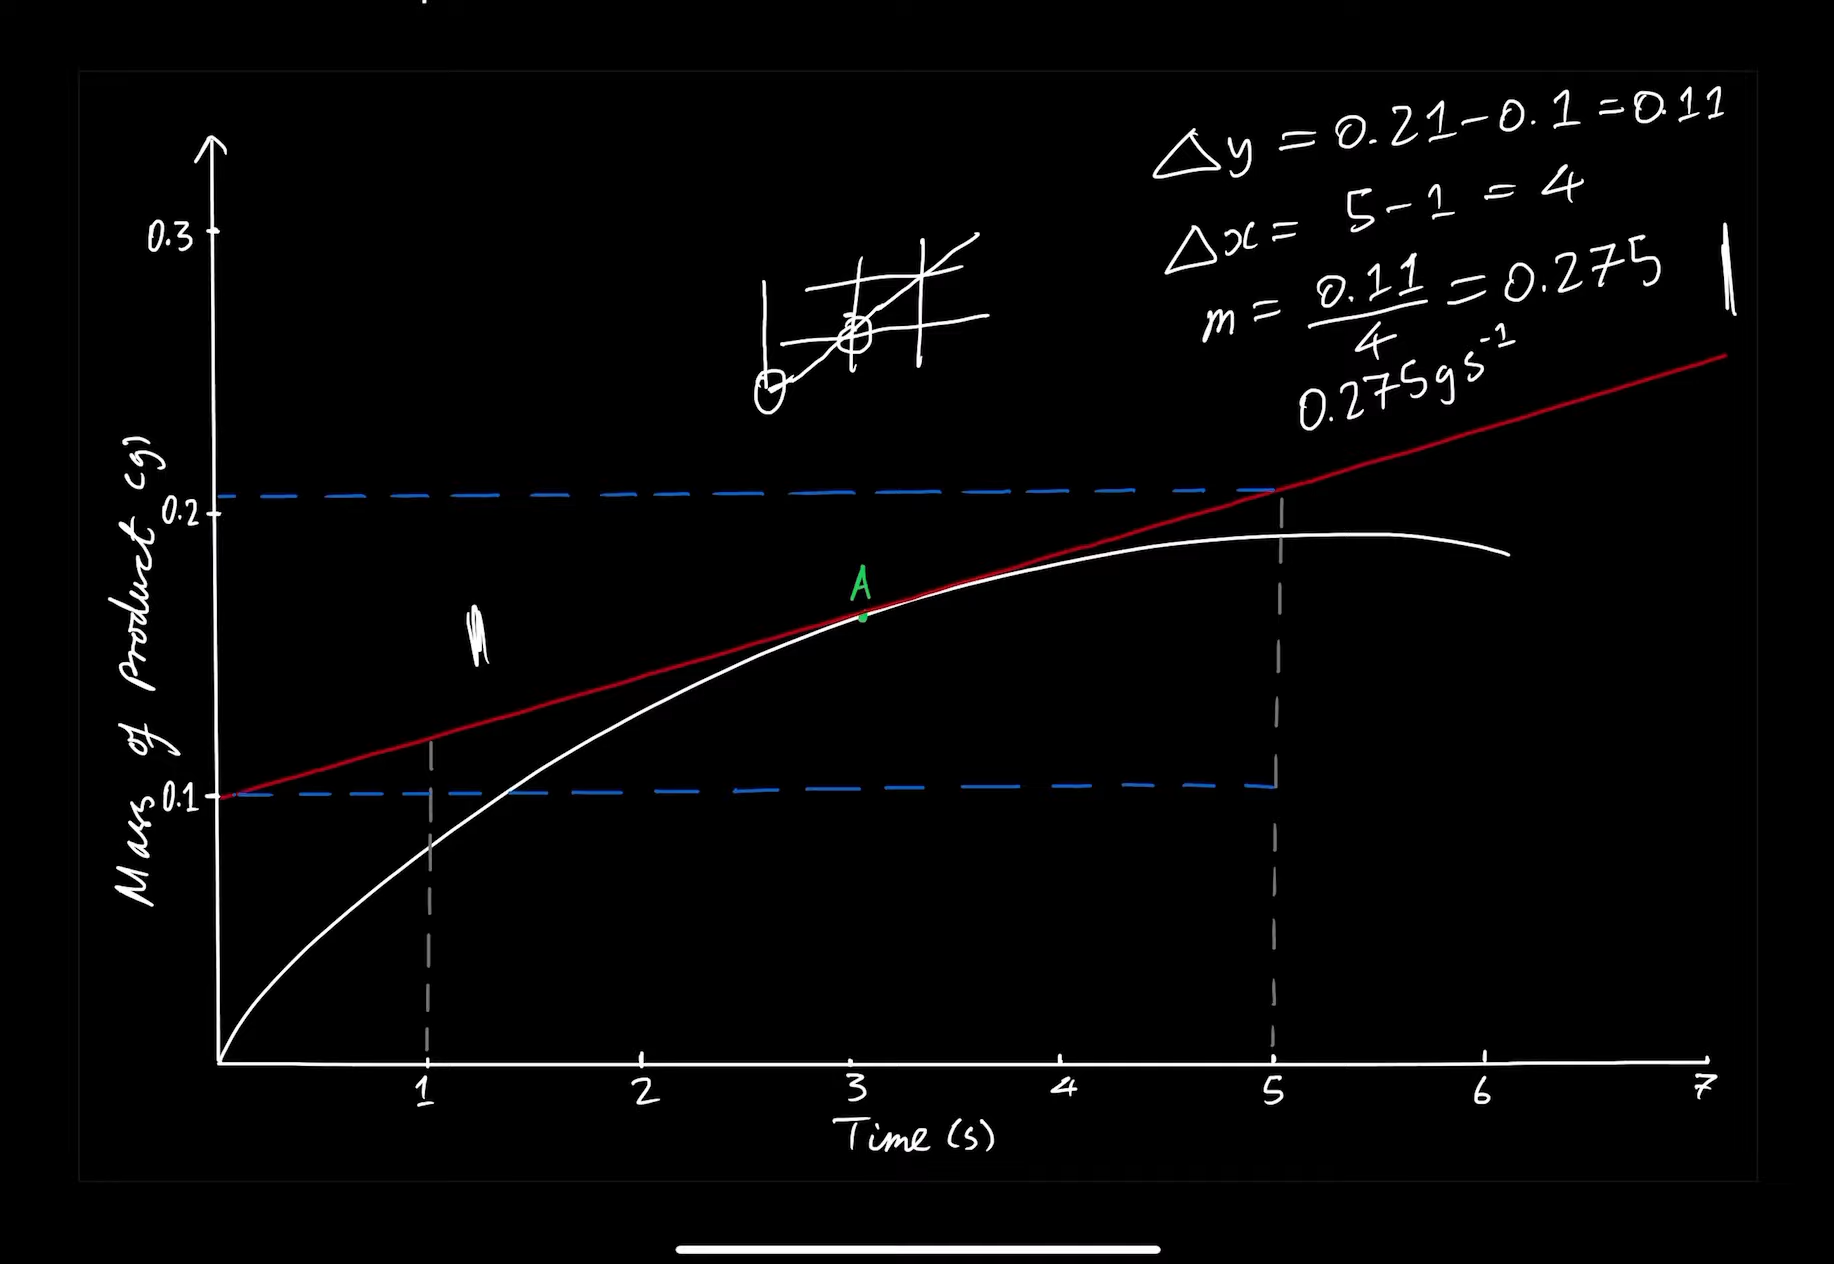 Δy = 0.21-0.1 = 0.11
Δx = 5-1 = 4
m = 0.11/4 = 0.275
0.275gs⁻¹
0.3
0.2
0.1
Mass of product (g)
A
1 2 3 4 5 6 7
Time (s)